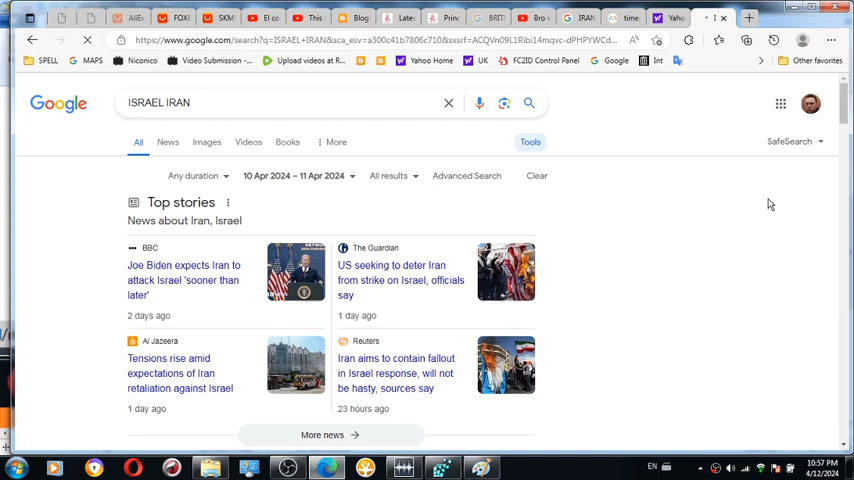 AliEx
FOXI
SKMI
El co
This
Blog
Lates
Princ
BRITI
Bro v
IRAN
time
Yaho
https://www.google.com/search?q=ISRAEL+IRAN&sca_esv=a300c41b7806c710&sxsrf=ACQVn09L1Ribi14mqvc-dPHPYWCd...
SPELL
MAPS
Niconico
Video Submission -...
Upload videos at R...
Yahoo Home
UK
FCZID Control Panel
Google
Int
Other favorites
Google
ISRAEL IRAN
SafeSearch
All News Images Videos Books More Tools
Any duration 10 Apr 2024 – 11 Apr 2024 All results Advanced Search Clear
Top stories
News about Iran, Israel
BBC
Joe Biden expects Iran to
attack Israel 'sooner than
later'
2 days ago
The Guardian
US seeking to deter Iran
from strike on Israel, officials
say
1 day ago
Al Jazeera
Tensions rise amid
expectations of Iran
retaliation against Israel
1 day ago
Reuters
Iran aims to contain fallout
in Israel response, will not
be hasty, sources say
23 hours ago
More news
EN
10:57 PM
4/12/2024